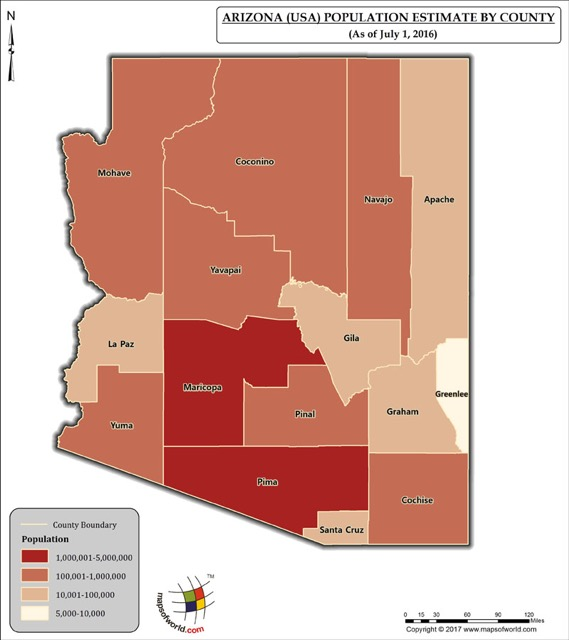 N
ARIZONA (USA) POPULATION ESTIMATE BY COUNTY
(As of July 1, 2016)
Mohave
Coconino
Navajo
Apache
Yavapai
La Paz
Gila
Maricopa
Greenlee
Yuma
Pinal
Graham
Pima
Cochise
Santa Cruz
County Boundary
Population
1,000,001-5,000,000
100,001-1,000,000
10,001-100,000
5,000-10,000
TM
mapsofworld.com
0 15 30 60 90 120
Miles
Copyright © 2017 www.mapsofworld.com